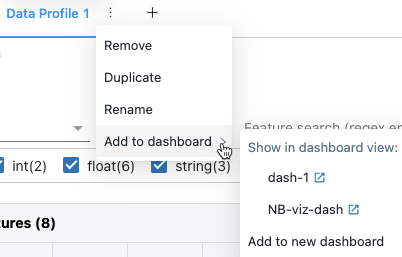 Data Profile 1
Remove
Duplicate
Rename
Add to dashboard
Feature search (regex en
Show in dashboard view:
int(2) float(6) string(3)
dash-1
NB-viz-dash
tures (8)
Add to new dashboard